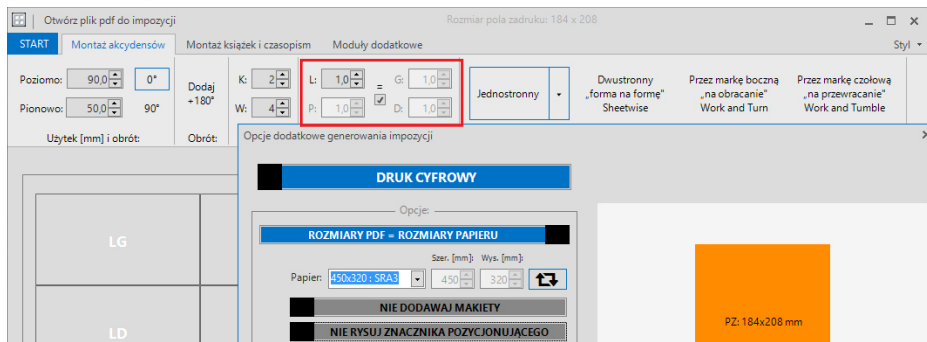 Otwórz plik pdf do impozycji
Rozmiar pola zadruku: 184 x 208
START Montaż akcydensów Montaż książek i czasopism Moduły dodatkowe Styl
Poziomo: 90,0 0°
Pionowo: 50,0 90°
Użytek [mm] i obrót:
Dodaj
+180°
Obrót:
K: 2
W: 4
L: 1,0 = G: 1,0
P: 1,0 D: 1,0
Jednostronny
Dwustronny
„forma na formę”
Sheetwise
Przez markę boczną
„na obracanie”
Work and Turn
Przez markę czołową
„na przewracanie”
Work and Tumble
Opcje dodatkowe generowania impozycji
DRUK CYFROWY
Opcje:
ROZMIARY PDF = ROZMIARY PAPIERU
Szer. [mm]: Wys. [mm]:
Papier: 450x320 : SRA3 450 320
NIE DODAWAJ MAKIETY
NIE RYSUJ ZNACZNIKA POZYCJONUJĄCEGO
LG
LD
PZ: 184x208 mm